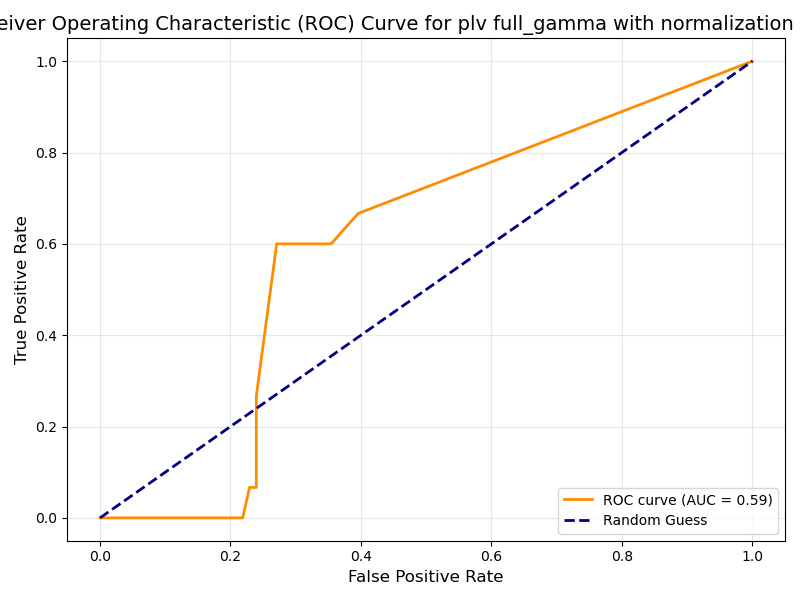 eiver Operating Characteristic (ROC) Curve for plv full_gamma with normalization
1.0
0.8
0.6
0.4
0.2
0.0
True Positive Rate
0.0 0.2 0.4 0.6 0.8 1.0
False Positive Rate
ROC curve (AUC = 0.59)
Random Guess